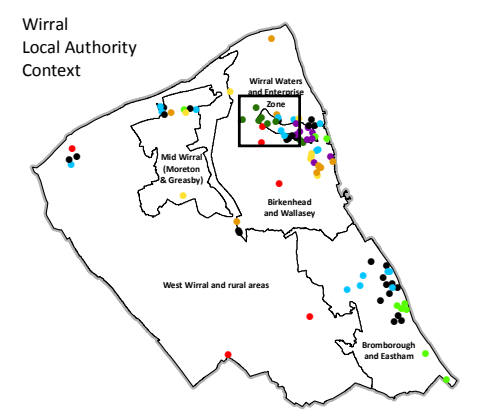 Wirral
Local Authority
Context
Wirral Waters
and Enterprise
Zone
Mid Wirral
(Moreton
& Greasby)
Birkenhead
and Wallasey
West Wirral and rural areas
Bromborough
and Eastham